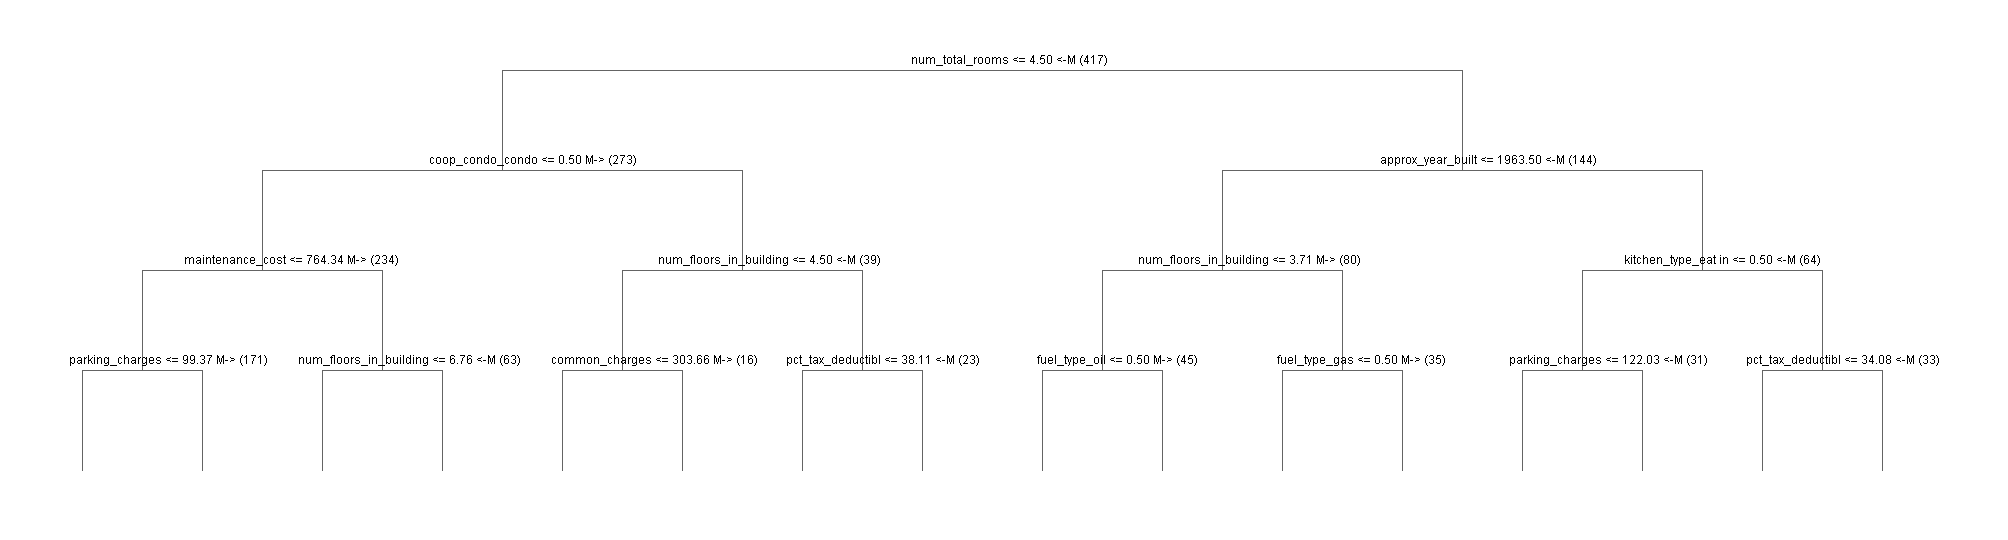 num_total_rooms <= 4.50 <-M (417)
coop_condo_condo <= 0.50 M-> (273)
approx_year_built <= 1963.50 <-M (144)
maintenance_cost <= 764.34 M-> (234)
num_floors_in_building <= 4.50 <-M (39)
num_floors_in_building <= 3.71 M-> (80)
kitchen_type_eat in <= 0.50 <-M (64)
parking_charges <= 99.37 M-> (171)
num_floors_in_building <= 6.76 <-M (63)
common_charges <= 303.66 M-> (16)
pct_tax_deductibl <= 38.11 <-M (23)
fuel_type_oil <= 0.50 M-> (45)
fuel_type_gas <= 0.50 M-> (35)
parking_charges <= 122.03 <-M (31)
pct_tax_deductibl <= 34.08 <-M (33)